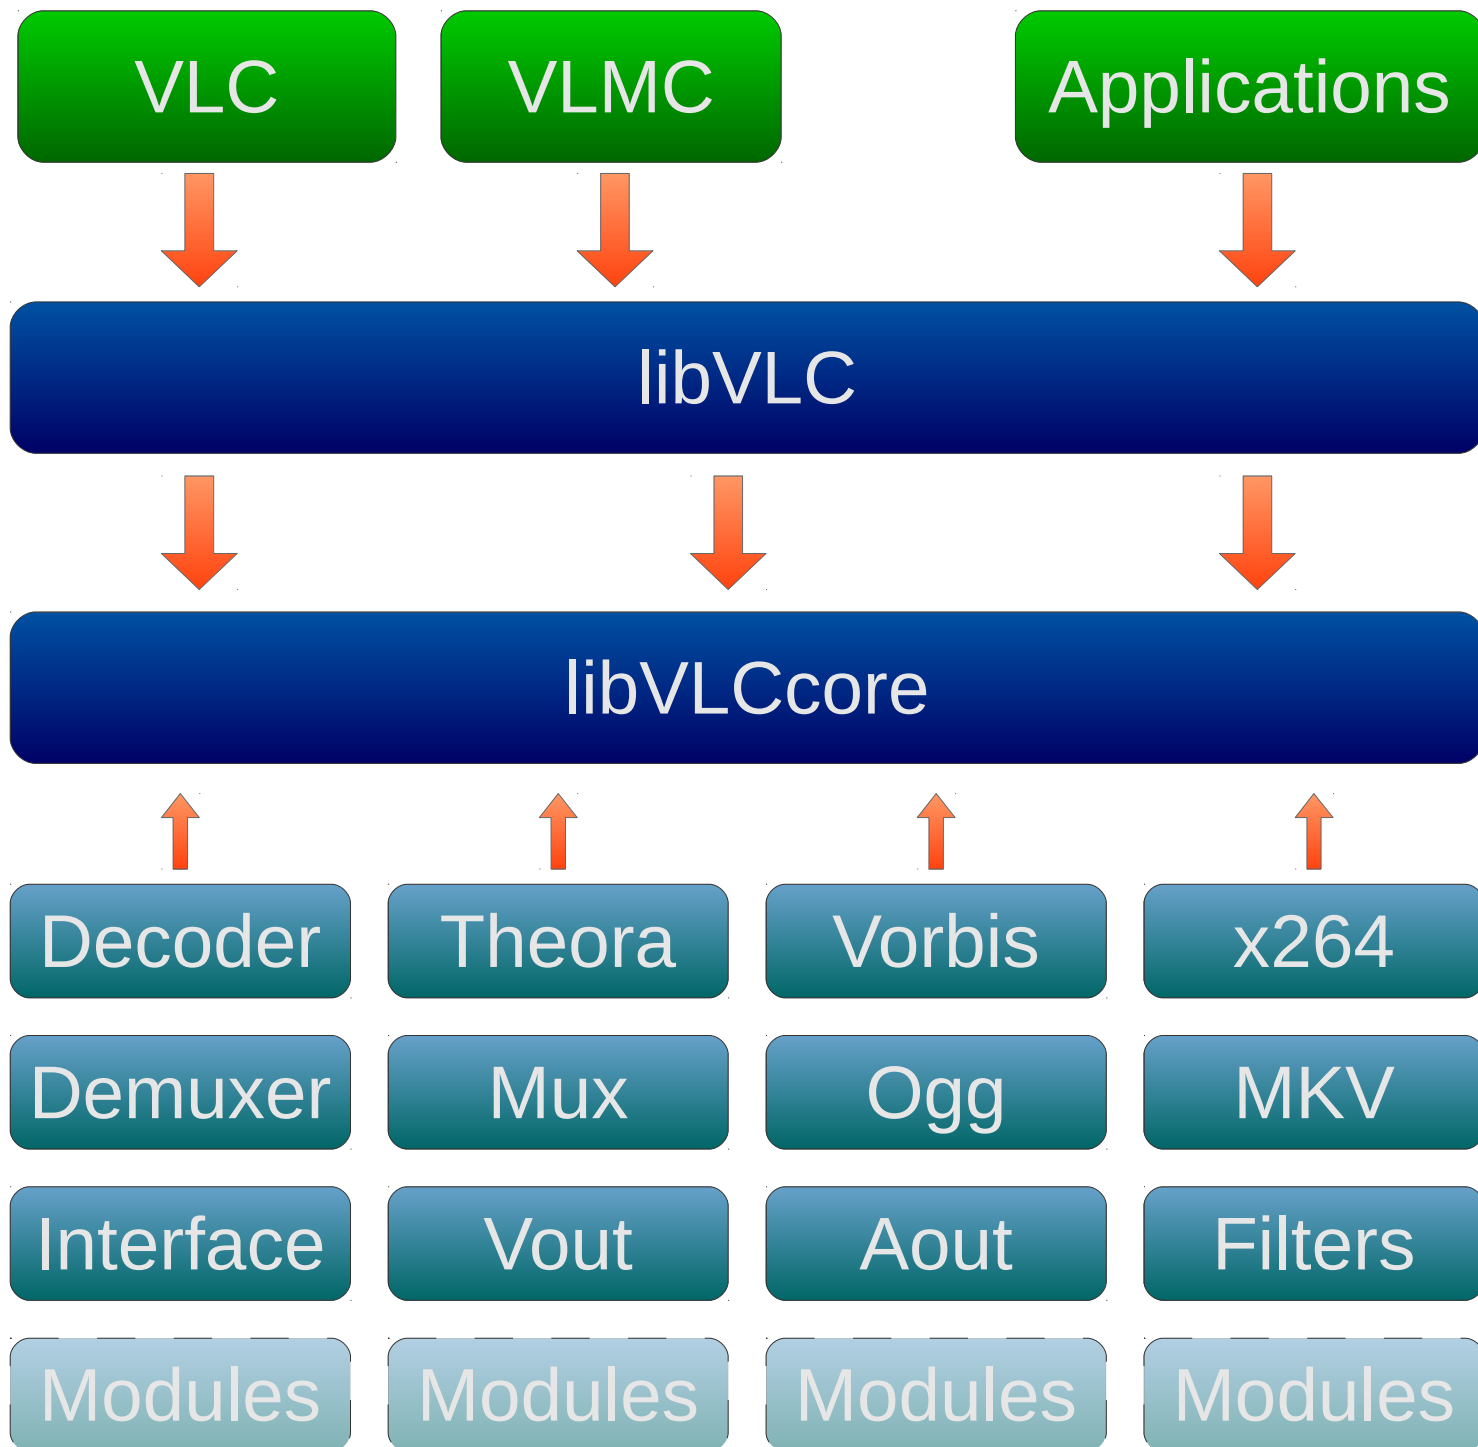 VLC VLMC Applications
libVLC
libVLCcore
Decoder Theora Vorbis x264
Demuxer Mux Ogg MKV
Interface Vout Aout Filters
Modules Modules Modules Modules